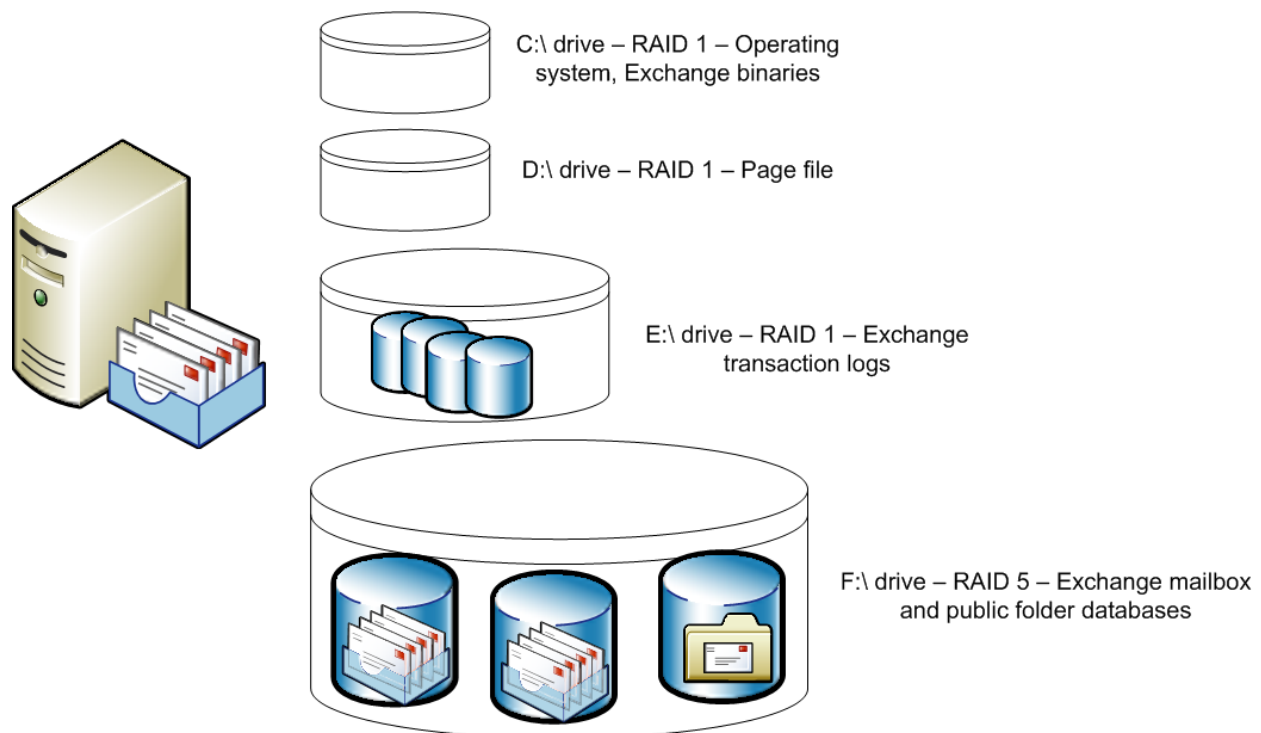 C:\ drive – RAID 1 – Operating
system, Exchange binaries
D:\ drive – RAID 1 – Page file
E:\ drive – RAID 1 – Exchange
transaction logs
F:\ drive – RAID 5 – Exchange mailbox
and public folder databases